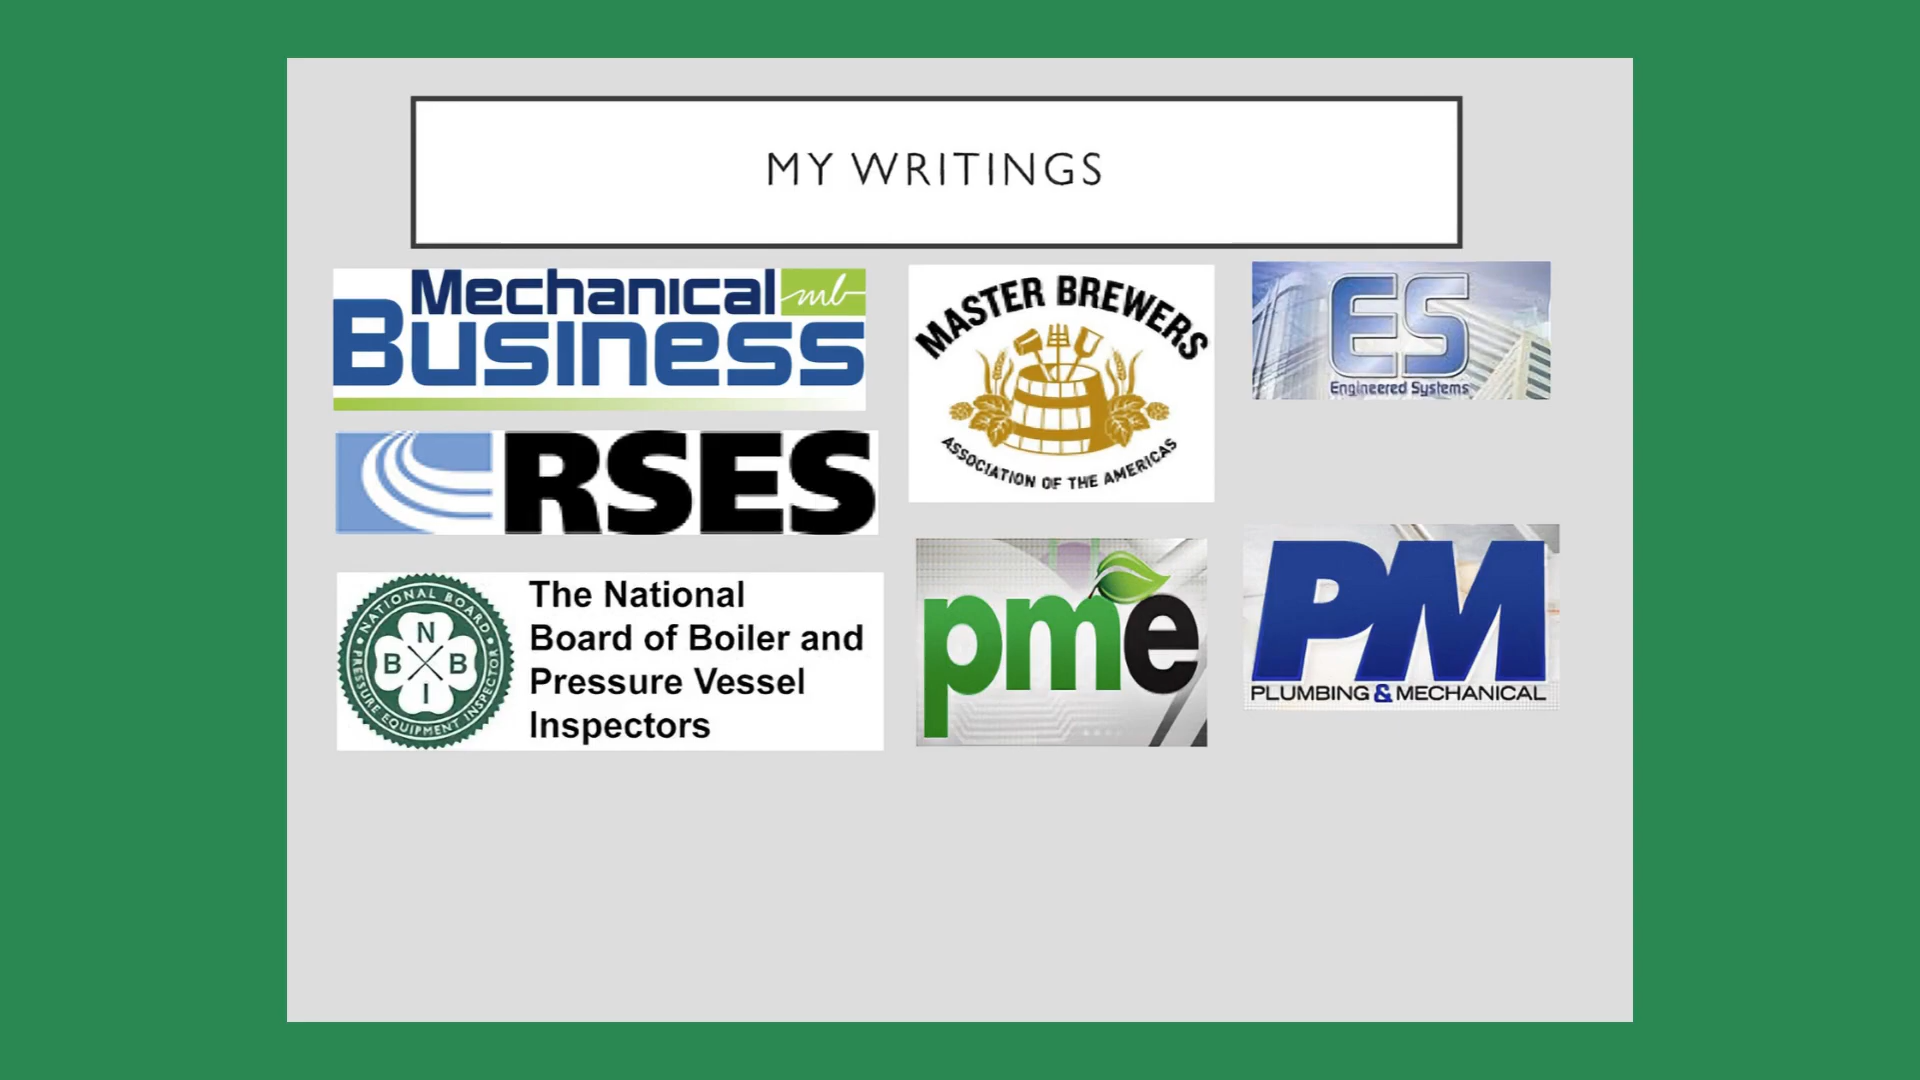 MY WRITINGS
Mechanical mb
Business
MASTER BREWERS
ASSOCIATION OF THE AMERICAS
ES
Engineered Systems
RSES
NATIONAL BOARD
PRESSURE EQUIPMENT INSPECTOR
N
B B
I
The National
Board of Boiler and
Pressure Vessel
Inspectors
pme
PM
PLUMBING & MECHANICAL